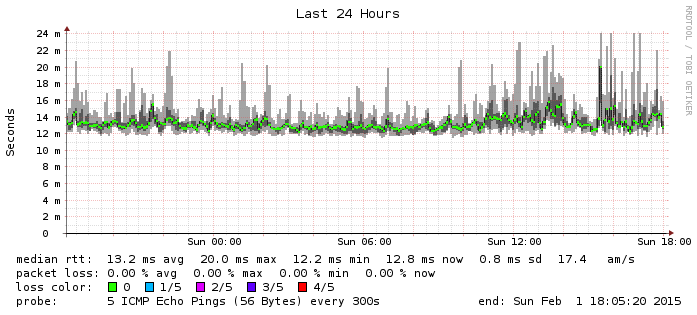 Last 24 Hours
RRDTOOL / TOBI OETIKER
Seconds
24 m
22 m
20 m
18 m
16 m
14 m
12 m
10 m
8 m
6 m
4 m
2 m
0
Sun 00:00 Sun 06:00 Sun 12:00 Sun 18:00
median rtt: 13.2 ms avg 20.0 ms max 12.2 ms min 12.8 ms now 0.8 ms sd 17.4 am/s
packet loss: 0.00 % avg 0.00 % max 0.00 % min 0.00 % now
loss color: 0 1/5 2/5 3/5 4/5
probe: 5 ICMP Echo Pings (56 Bytes) every 300s end: Sun Feb 1 18:05:20 2015